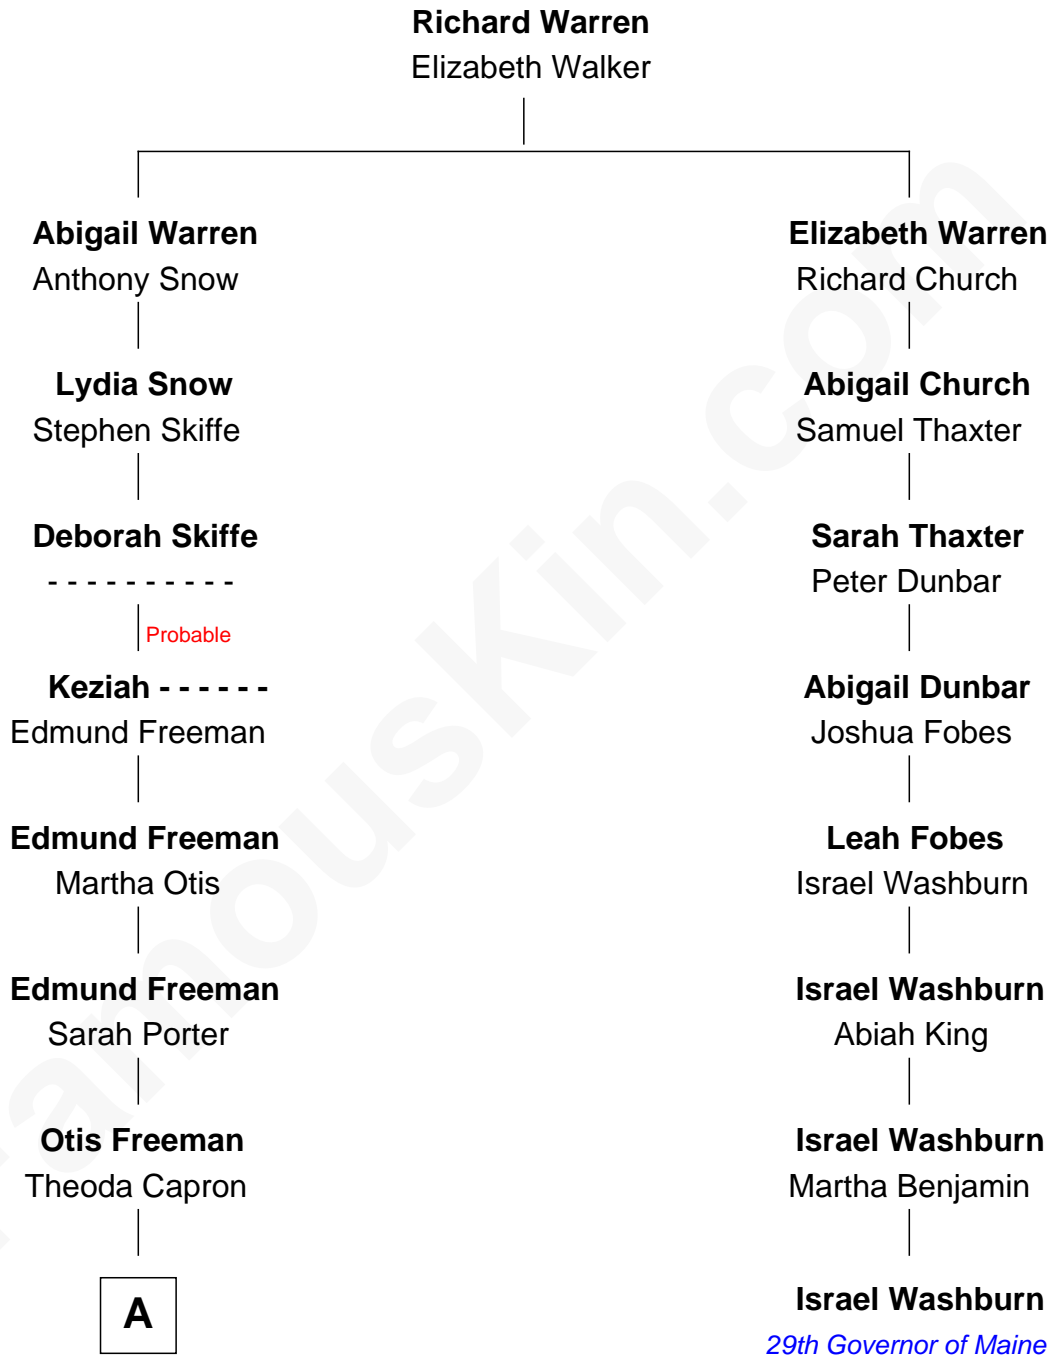 Richard Warren
Elizabeth Walker
Abigail Warren
Anthony Snow
Lydia Snow
Stephen Skiffe
Deborah Skiffe
- - - - - - - - - -
Probable
Keziah - - - - - -
Edmund Freeman
Edmund Freeman
Martha Otis
Edmund Freeman
Sarah Porter
Otis Freeman
Theoda Capron
A
Elizabeth Warren
Richard Church
Abigail Church
Samuel Thaxter
Sarah Thaxter
Peter Dunbar
Abigail Dunbar
Joshua Fobes
Leah Fobes
Israel Washburn
Israel Washburn
Abiah King
Israel Washburn
Martha Benjamin
Israel Washburn
29th Governor of Maine
FamousKin.com